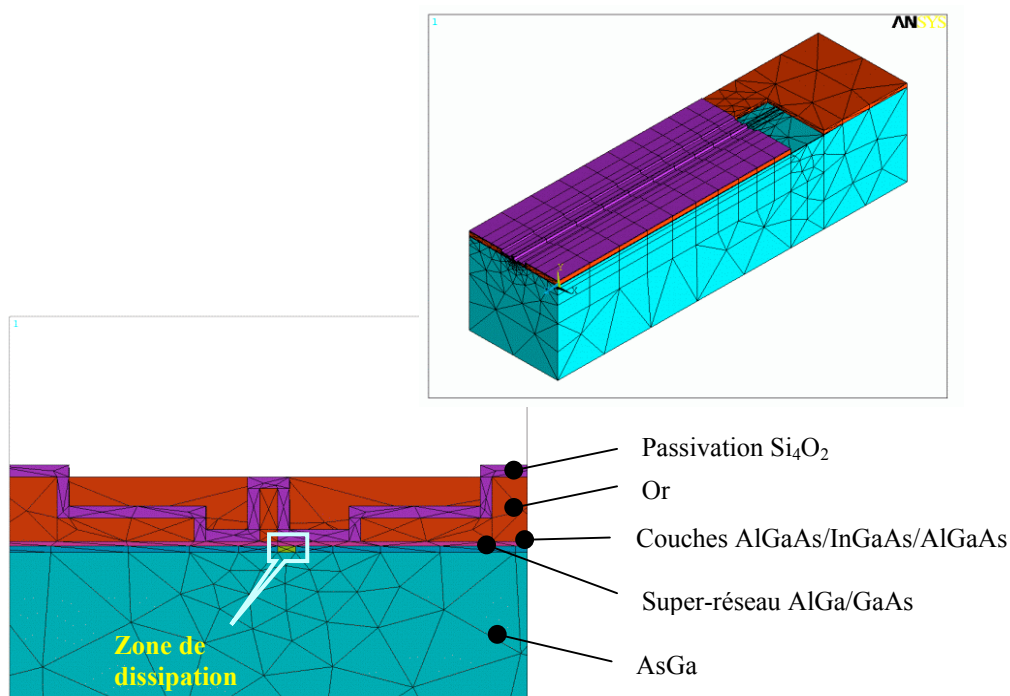 1
ANSYS
Y
X
1
Passivation Si₄O₂
Or
Couches AlGaAs/InGaAs/AlGaAs
Super-réseau AlGa/GaAs
AsGa
Zone de
dissipation